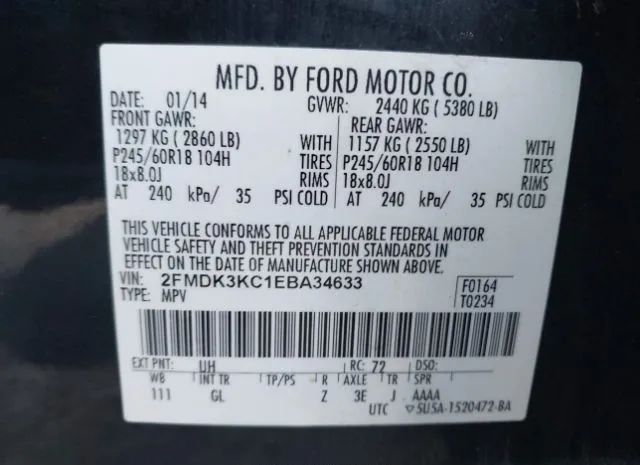 MFD. BY FORD MOTOR CO.
DATE: 01/14 GVWR: 2440 KG ( 5380 LB)
FRONT GAWR: REAR GAWR:
1297 KG ( 2860 LB) WITH 1157 KG ( 2550 LB) WITH
P245/60R18 104H TIRES P245/60R18 104H TIRES
18x8.0J RIMS 18x8.0J RIMS
AT 240 kPa/ 35 PSI COLD AT 240 kPa/ 35 PSI COLD
THIS VEHICLE CONFORMS TO ALL APPLICABLE FEDERAL MOTOR
VEHICLE SAFETY AND THEFT PREVENTION STANDARDS IN
EFFECT ON THE DATE OF MANUFACTURE SHOWN ABOVE.
VIN: 2FMDK3KC1EBA34633 F0164
TYPE: MPV T0234
EXT PNT: UH RC: 72 DSO:
WB INT TR TP/PS R AXLE TR SPR
111 GL Z 3E J AAAA
UTC ▽5U5A-1520472-BA